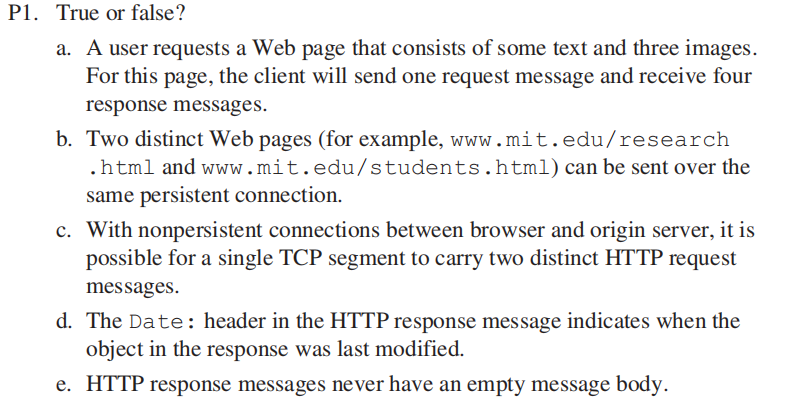 P1. True or false?
a. A user requests a Web page that consists of some text and three images.
For this page, the client will send one request message and receive four
response messages.
b. Two distinct Web pages (for example, www.mit.edu/research
.html and www.mit.edu/students.html) can be sent over the
same persistent connection.
c. With nonpersistent connections between browser and origin server, it is
possible for a single TCP segment to carry two distinct HTTP request
messages.
d. The Date: header in the HTTP response message indicates when the
object in the response was last modified.
e. HTTP response messages never have an empty message body.